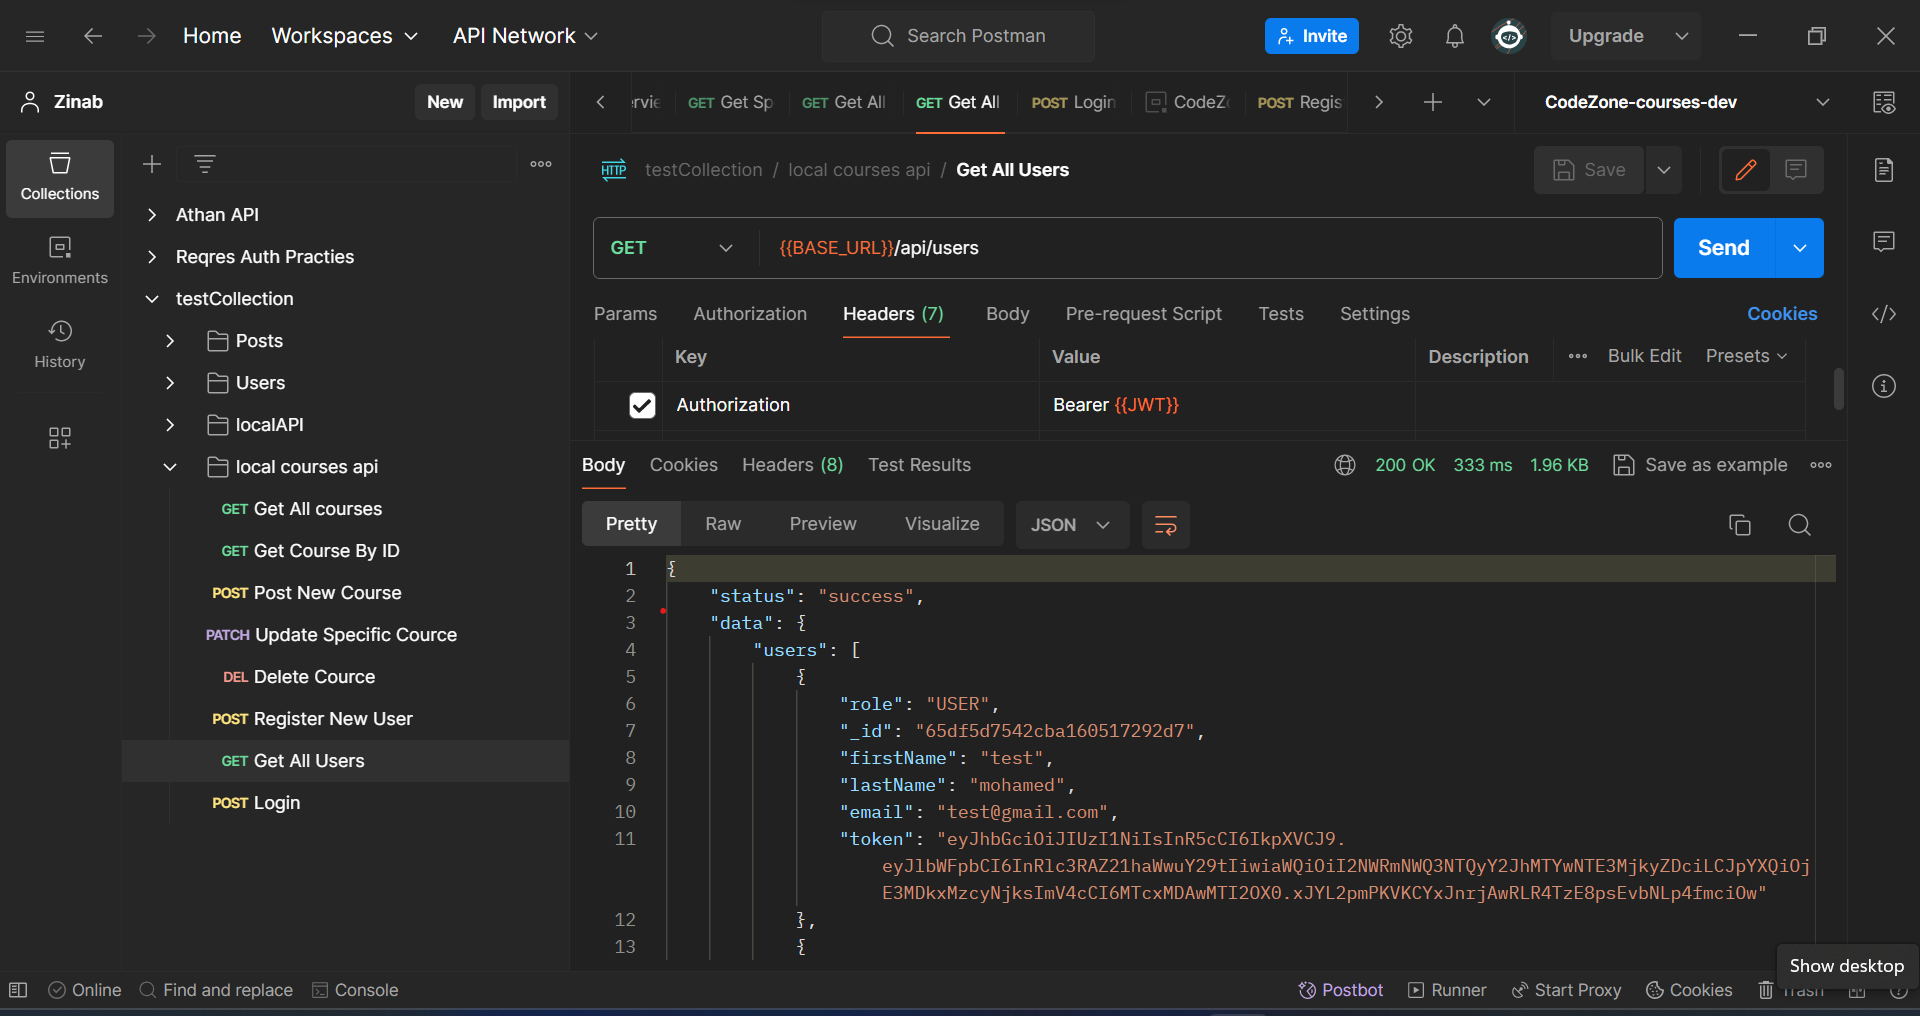 Home Workspaces API Network Search Postman Invite Upgrade
Zinab New Import
rvie GET Get Sp GET Get All GET Get All POST Login CodeZ POST Regis CodeZone-courses-dev
Collections
Environments
History
Athan API
Reqres Auth Practies
testCollection
Posts
Users
localAPI
local courses api
GET Get All courses
GET Get Course By ID
POST Post New Course
PATCH Update Specific Cource
DEL Delete Cource
POST Register New User
GET Get All Users
POST Login
HTTP testCollection / local courses api / Get All Users Save
GET {{BASE_URL}}/api/users Send
Params Authorization Headers (7) Body Pre-request Script Tests Settings Cookies
Key Value Description Bulk Edit Presets
Authorization Bearer {{JWT}}
Body Cookies Headers (8) Test Results 200 OK 333 ms 1.96 KB Save as example
Pretty Raw Preview Visualize JSON
1 {
2 "status": "success",
3 "data": {
4 "users": [
5 {
6 "role": "USER",
7 "_id": "65df5d7542cba160517292d7",
8 "firstName": "test",
9 "lastName": "mohamed",
10 "email": "test@gmail.com",
11 "token": "eyJhbGciOiJIUzI1NiIsInR5cCI6IkpXVCJ9.
eyJlbWFpbCI6InRlc3RAZ21haWwuY29tIiwiaWQiOiI2NWRmNWQ3NTQyY2JhMTYwNTE3MjkyZDciLCJpYXQiOj
E3MDkxMzcyNjksImV4cCI6MTcxMDAwMTI2OX0.xJYL2pmPKVKCYxJnrjAwRLR4TzE8psEvbNLp4fmciOw"
12 },
13 {
Show desktop
Online Find and replace Console Postbot Runner Start Proxy Cookies Trash